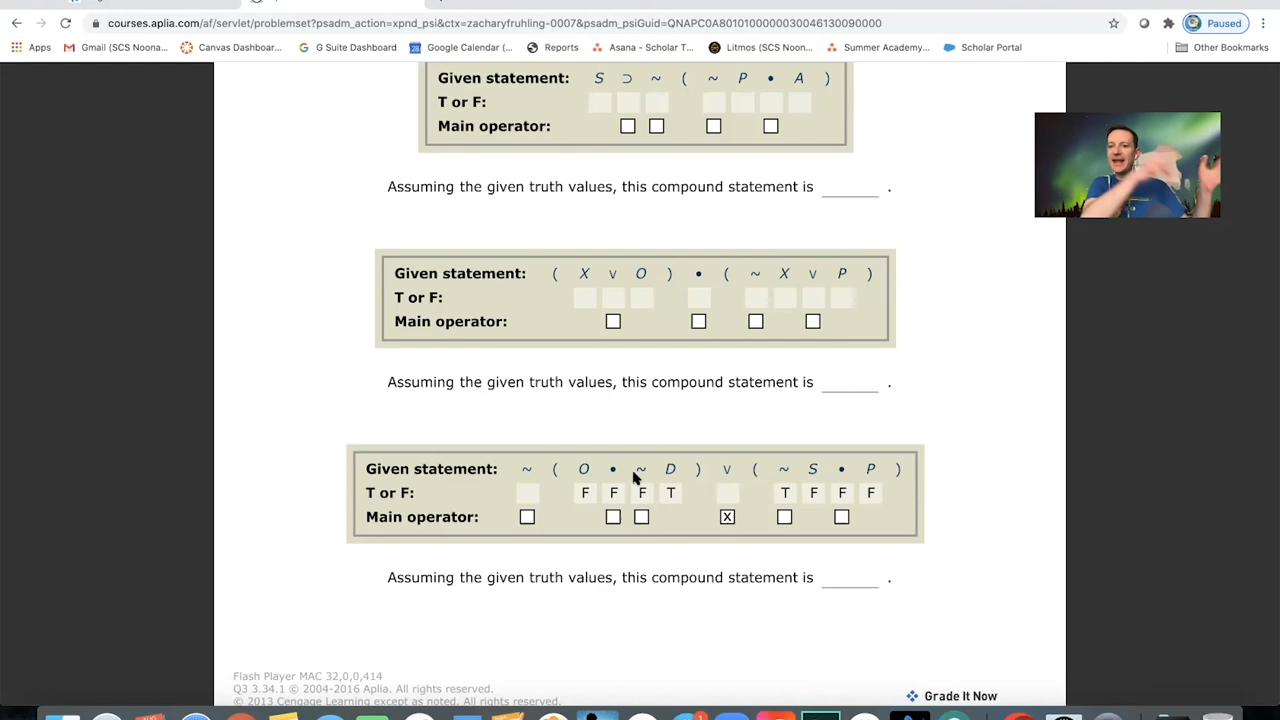 courses.aplia.com/af/servlet/problemset?psadm_action=xpnd_psi&ctx=zacharyfruhling-0007&psadm_psiGuid=QNAPC0A80101000000030046130090000
Paused
Apps Gmail (SCS Noona... Canvas Dashboar... G Suite Dashboard Google Calendar (... Reports Asana - Scholar T... Litmos (SCS Noon... Summer Academy... Scholar Portal Other Bookmarks
Given statement: S ⊃ ~ ( ~ P • A )
T or F:
Main operator:
Assuming the given truth values, this compound statement is ______ .
Given statement: ( X v O ) • ( ~ X v P )
T or F:
Main operator:
Assuming the given truth values, this compound statement is ______ .
Given statement: ~ ( O • ~ D ) v ( ~ S • P )
T or F: F F F T T F F F
Main operator: X
Assuming the given truth values, this compound statement is ______ .
Flash Player MAC 32,0,0,414
Q3 3.34.1 © 2004-2016 Aplia. All rights reserved.
© 2013 Cengage Learning except as noted. All rights reserved.
Grade It Now